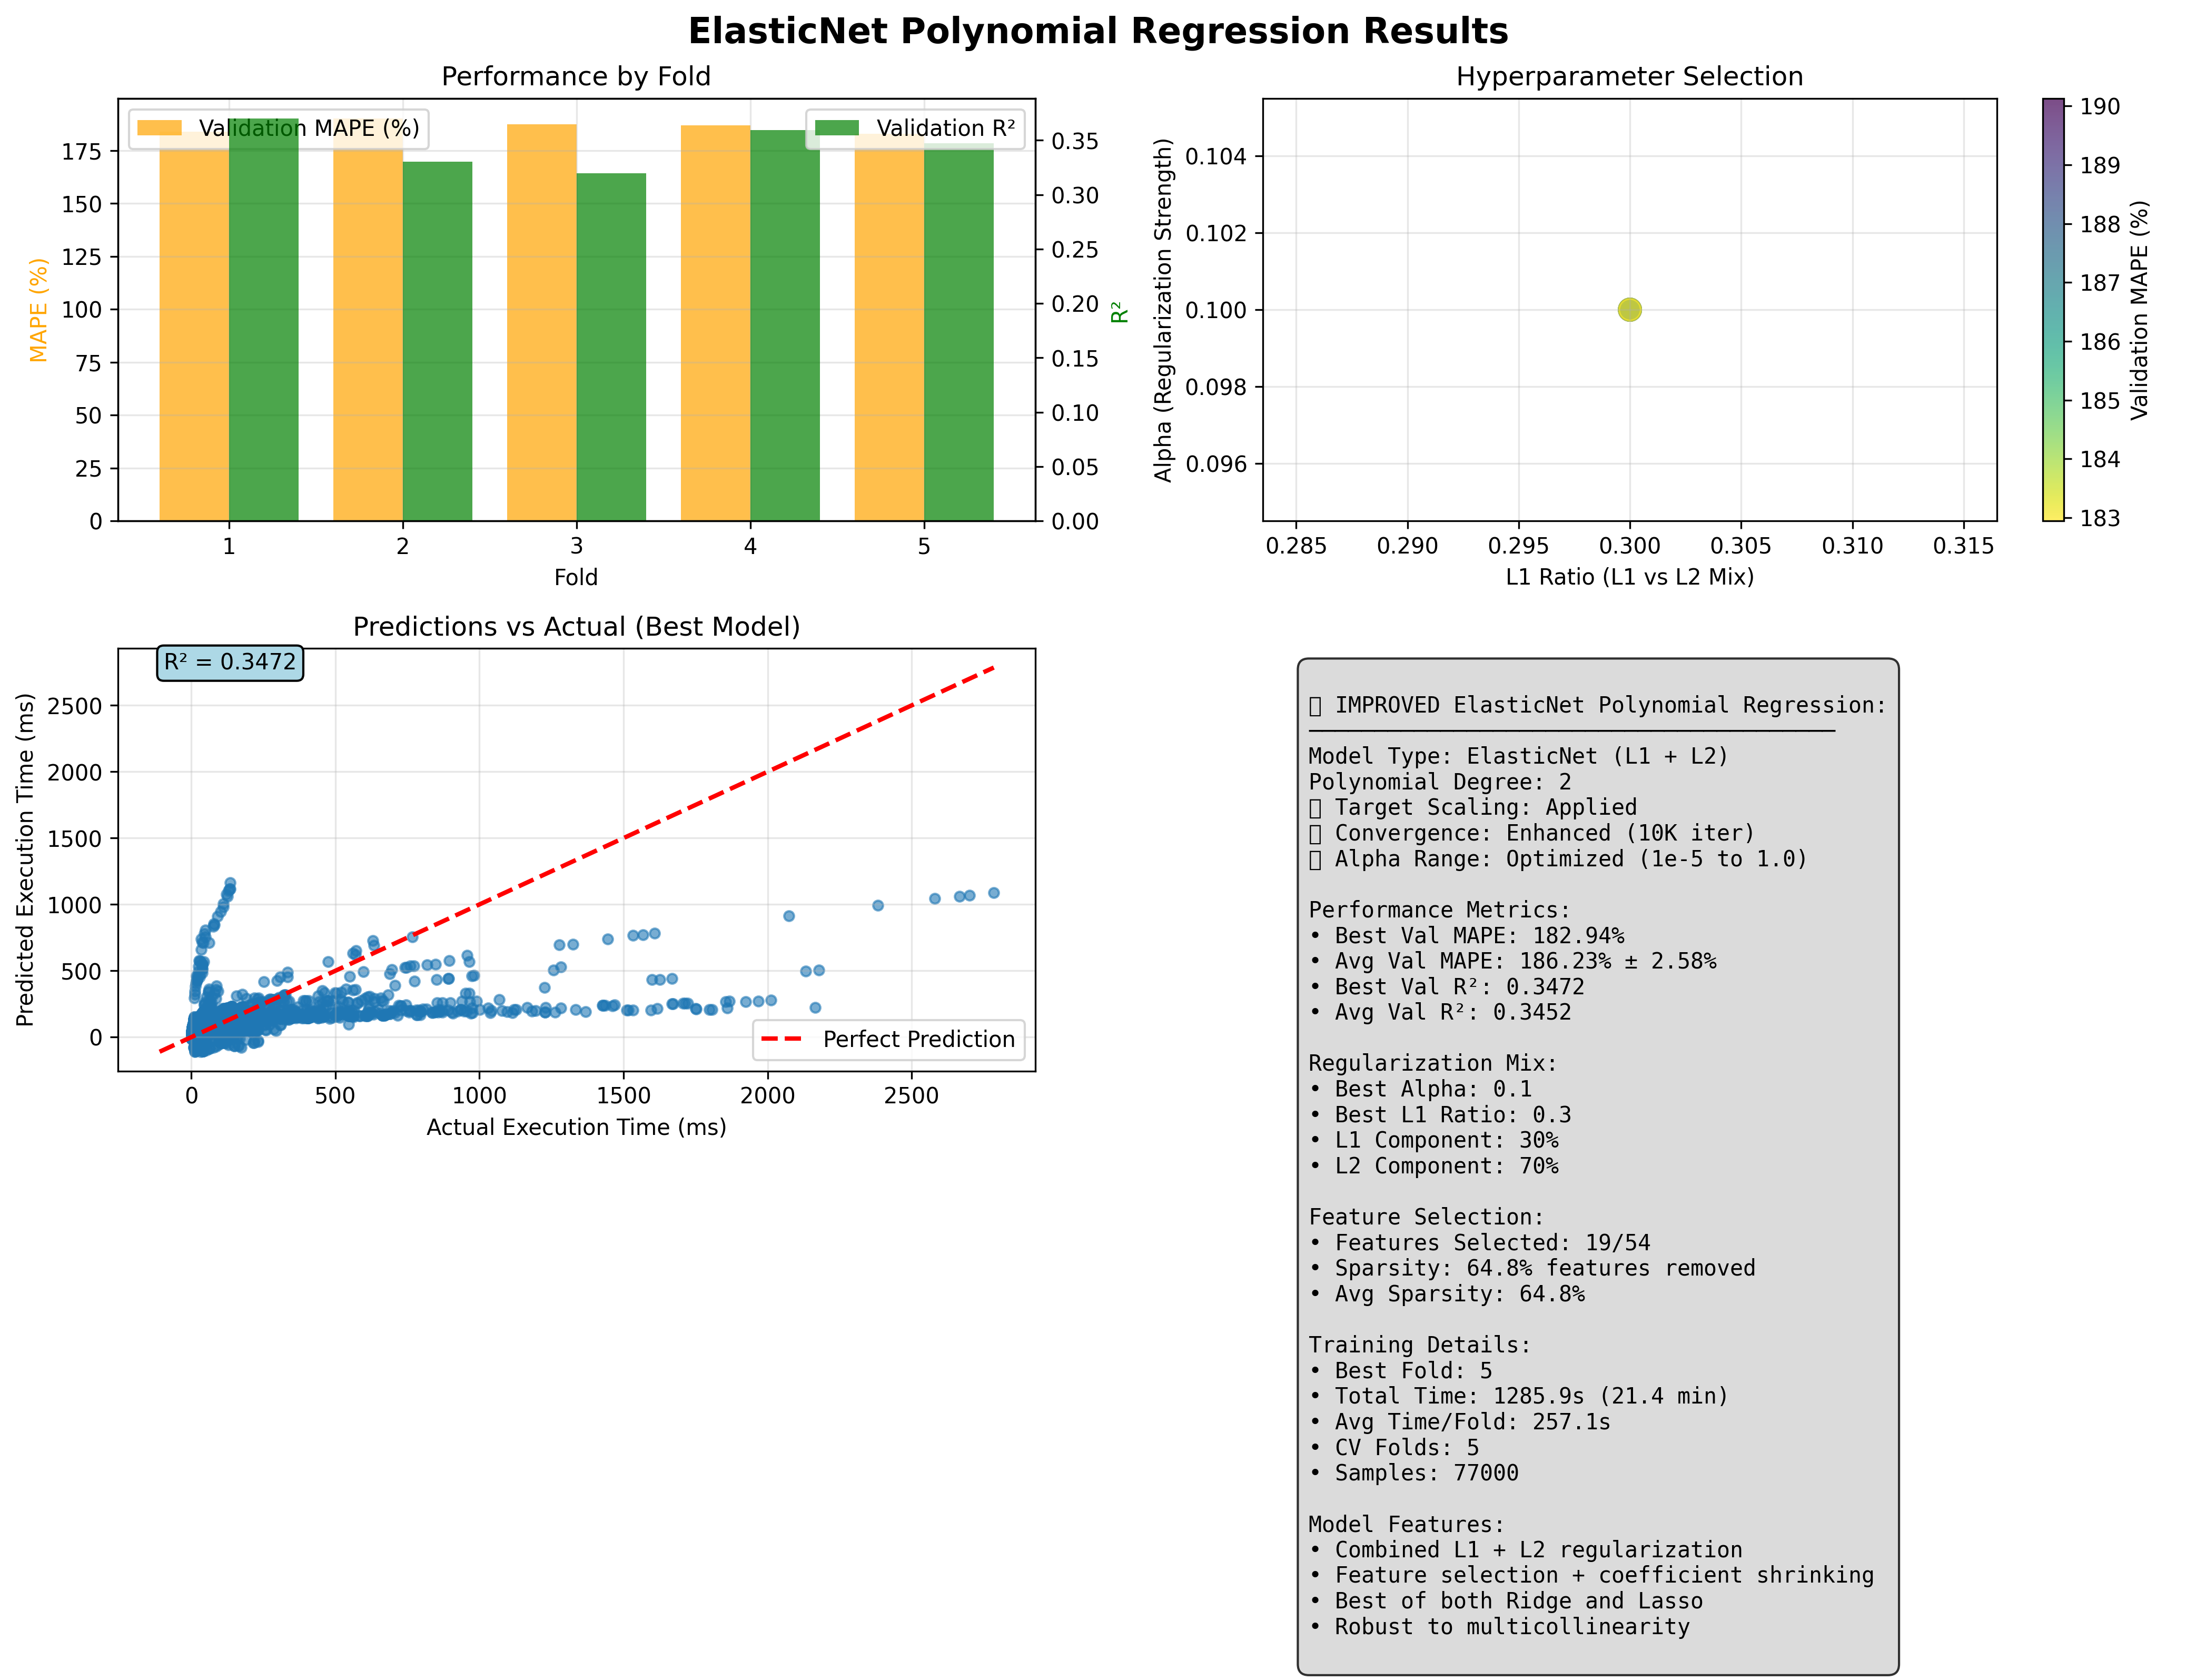 ElasticNet Polynomial Regression Results
Performance by Fold
Validation MAPE (%)
Validation R²
MAPE (%)
175
150
125
100
75
50
25
0
0.35
0.30
0.25
0.20
0.15
0.10
0.05
0.00
R²
1 2 3 4 5
Fold
Hyperparameter Selection
Alpha (Regularization Strength)
0.104
0.102
0.100
0.098
0.096
0.285 0.290 0.295 0.300 0.305 0.310 0.315
L1 Ratio (L1 vs L2 Mix)
190
189
188
187
186
185
184
183
Validation MAPE (%)
Predictions vs Actual (Best Model)
R² = 0.3472
Predicted Execution Time (ms)
2500
2000
1500
1000
500
0
Perfect Prediction
0 500 1000 1500 2000 2500
Actual Execution Time (ms)
IMPROVED ElasticNet Polynomial Regression:
Model Type: ElasticNet (L1 + L2)
Polynomial Degree: 2
Target Scaling: Applied
Convergence: Enhanced (10K iter)
Alpha Range: Optimized (1e-5 to 1.0)
Performance Metrics:
• Best Val MAPE: 182.94%
• Avg Val MAPE: 186.23% ± 2.58%
• Best Val R²: 0.3472
• Avg Val R²: 0.3452
Regularization Mix:
• Best Alpha: 0.1
• Best L1 Ratio: 0.3
• L1 Component: 30%
• L2 Component: 70%
Feature Selection:
• Features Selected: 19/54
• Sparsity: 64.8% features removed
• Avg Sparsity: 64.8%
Training Details:
• Best Fold: 5
• Total Time: 1285.9s (21.4 min)
• Avg Time/Fold: 257.1s
• CV Folds: 5
• Samples: 77000
Model Features:
• Combined L1 + L2 regularization
• Feature selection + coefficient shrinking
• Best of both Ridge and Lasso
• Robust to multicollinearity